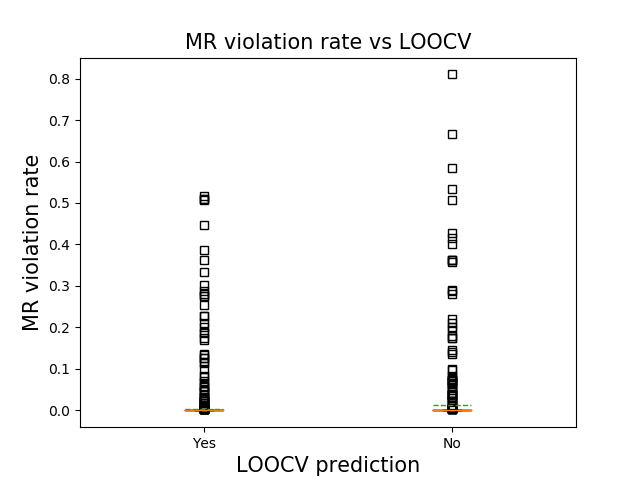 MR violation rate vs LOOCV
MR violation rate
0.8
0.7
0.6
0.5
0.4
0.3
0.2
0.1
0.0
Yes
No
LOOCV prediction